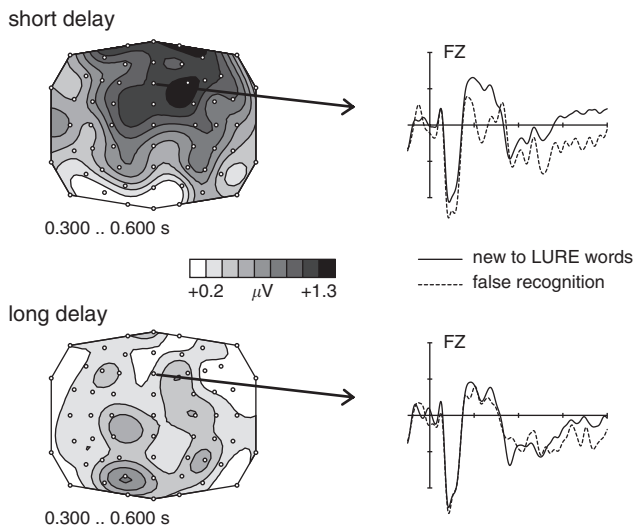 short delay
FZ
0.300 .. 0.600 s
new to LURE words
false recognition
+0.2 µV +1.3
long delay
FZ
0.300 .. 0.600 s